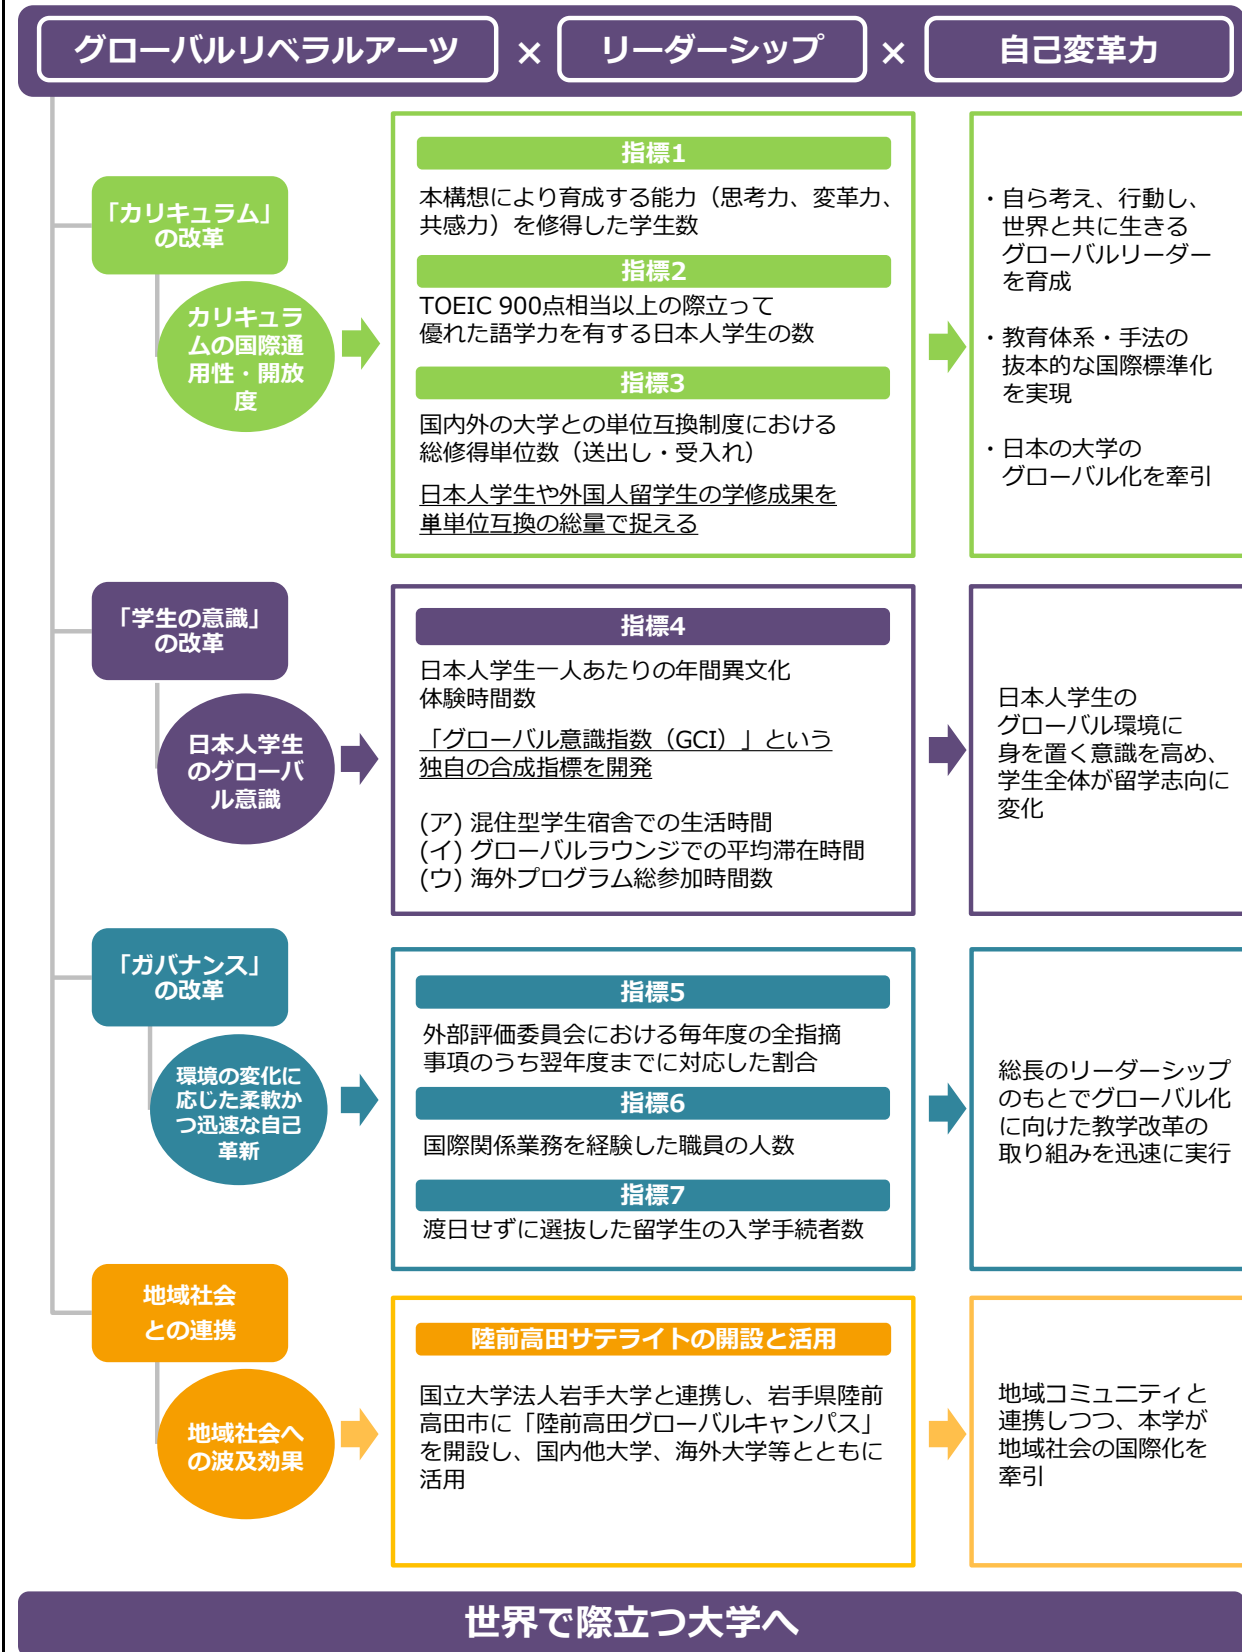 グローバルリベラルアーツ × リーダーシップ × 自己変革力
「カリキュラム」
の改革
カリキュラ
ムの国際通
用性・開放
度
指標1
本構想により育成する能力（思考力、変革力、
共感力）を修得した学生数
指標2
TOEIC 900点相当以上の際立って
優れた語学力を有する日本人学生の数
指標3
国内外の大学との単位互換制度における
総修得単位数（送出し・受入れ）
日本人学生や外国人留学生の学修成果を
単単位互換の総量で捉える
・自ら考え、行動し、
世界と共に生きる
グローバルリーダー
を育成
・教育体系・手法の
抜本的な国際標準化
を実現
・日本の大学の
グローバル化を牽引
「学生の意識」
の改革
日本人学生
のグローバ
ル意識
指標4
日本人学生一人あたりの年間異文化
体験時間数
「グローバル意識指数（GCI）」という
独自の合成指標を開発
(ア) 混住型学生宿舎での生活時間
(イ) グローバルラウンジでの平均滞在時間
(ウ) 海外プログラム総参加時間数
日本人学生の
グローバル環境に
身を置く意識を高め、
学生全体が留学志向に
変化
「ガバナンス」
の改革
環境の変化に
応じた柔軟か
つ迅速な自己
革新
指標5
外部評価委員会における毎年度の全指摘
事項のうち翌年度までに対応した割合
指標6
国際関係業務を経験した職員の人数
指標7
渡日せずに選抜した留学生の入学手続者数
総長のリーダーシップ
のもとでグローバル化
に向けた教学改革の
取り組みを迅速に実行
地域社会
との連携
地域社会へ
の波及効果
陸前高田サテライトの開設と活用
国立大学法人岩手大学と連携し、岩手県陸前
高田市に「陸前高田グローバルキャンパス」
を開設し、国内他大学、海外大学等とともに
活用
地域コミュニティと
連携しつつ、本学が
地域社会の国際化を
牽引
世界で際立つ大学へ